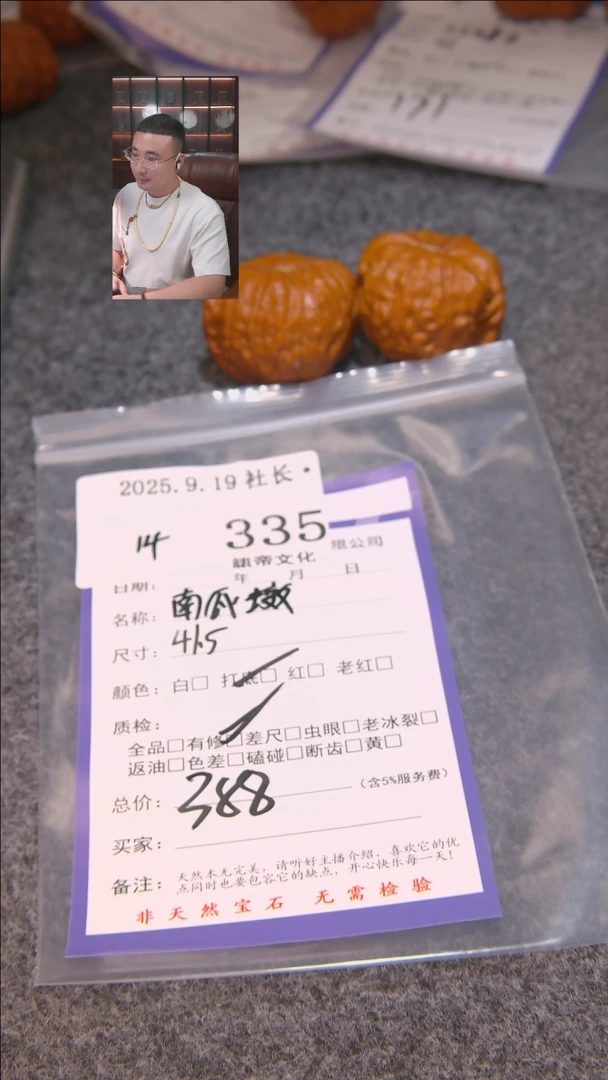 2025.9.19 社长
14 335
限公司
赫帝文化
日期: 年 月 日
名称: 南瓜墩
尺寸: 41.5
颜色: 白□ 打底□ 红□ 老红□
质检:
全品□有修□差尺□虫眼□老冰裂□
返油□色差□磕碰□断齿□黄□
总价: 388 (含5%服务费)
买家:
备注: 天然本无完美, 请听好主播介绍, 喜欢它的优
点同时也要包容它的缺点, 开心快乐每一天!
非天然宝石 无需检验